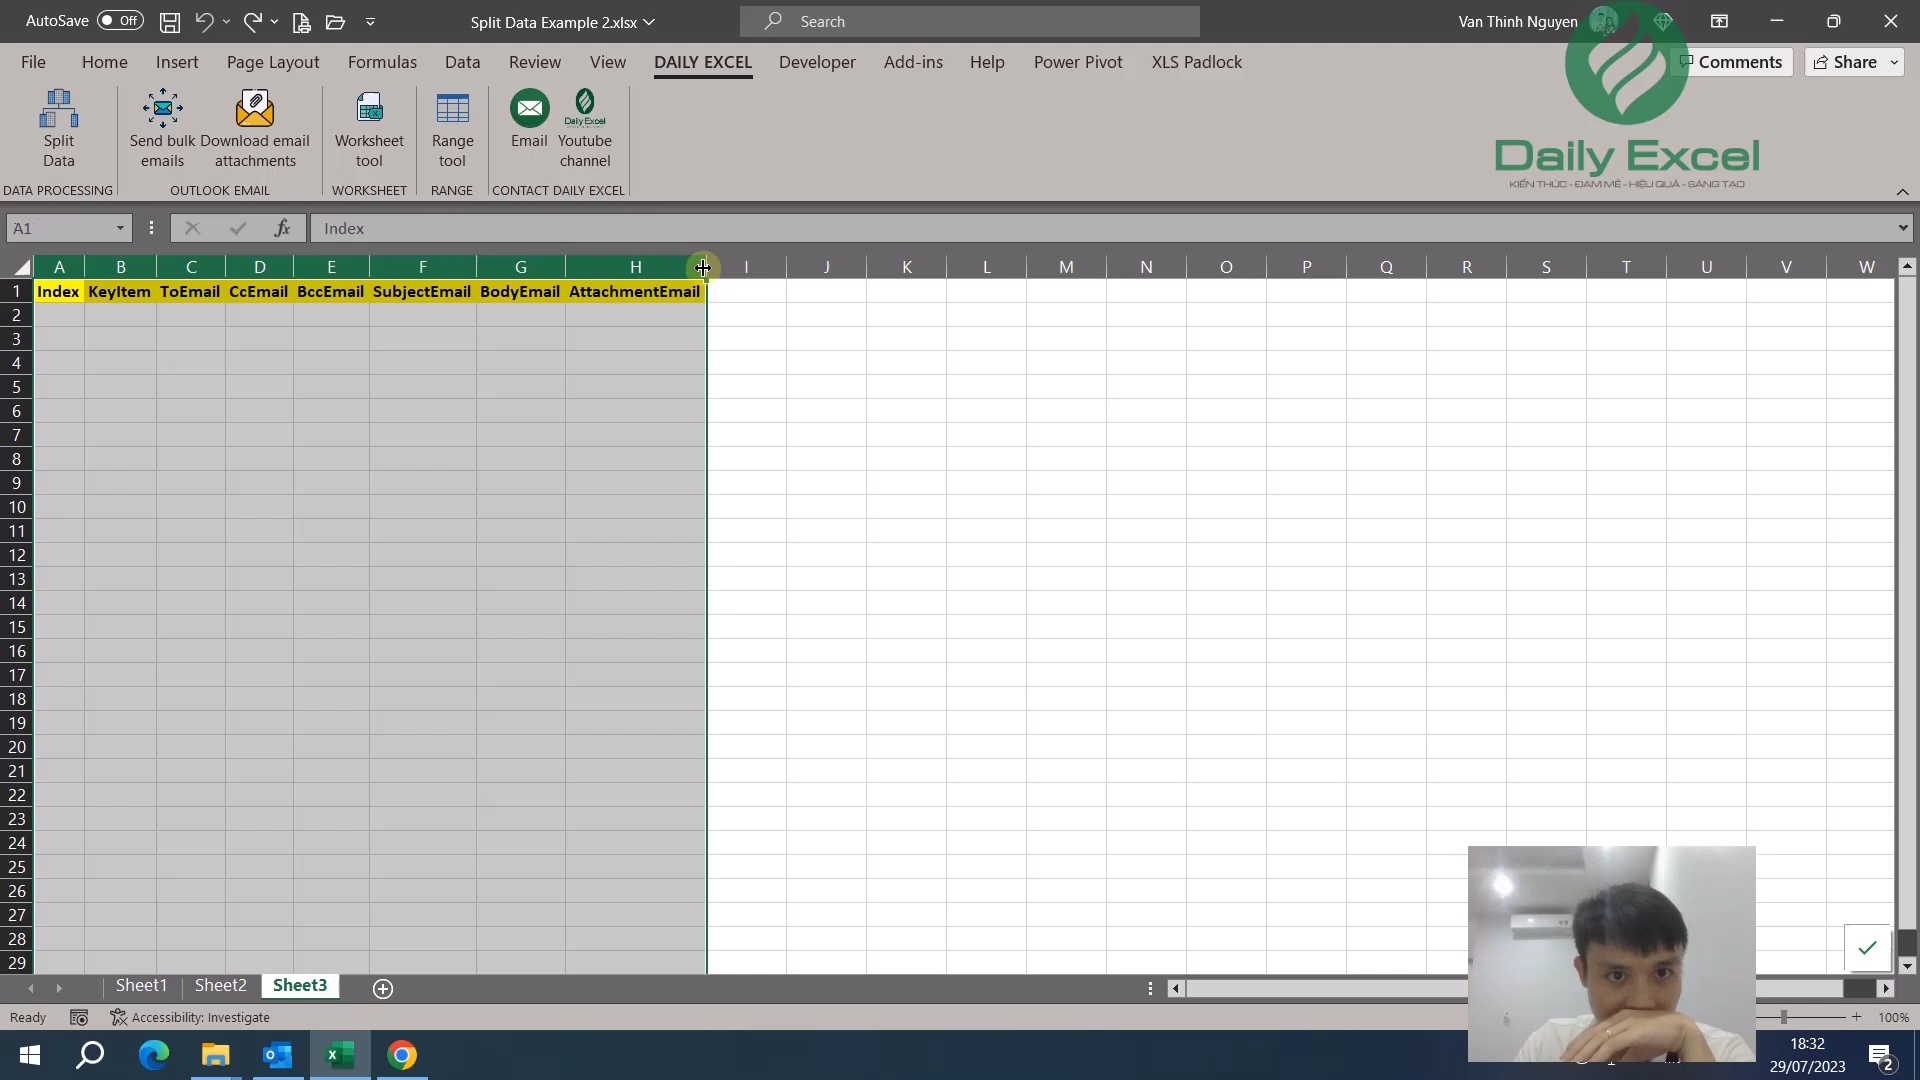 AutoSave Off
Split Data Example 2.xlsx
Search
Van Thinh Nguyen
File Home Insert Page Layout Formulas Data Review View DAILY EXCEL Developer Add-ins Help Power Pivot XLS Padlock
Comments
Share
Split
Data
Send bulk
emails
Download email
attachments
Worksheet
tool
Range
tool
Email
Daily Excel
Youtube
channel
DATA PROCESSING
OUTLOOK EMAIL
WORKSHEET
RANGE
CONTACT DAILY EXCEL
Daily Excel
KIẾN THỨC - ĐAM MÊ - HIỆU QUẢ - SÁNG TẠO
A1
fx
Index
A B C D E F G H I J K L M N O P Q R S T U V W
1 Index KeyItem ToEmail CcEmail BccEmail SubjectEmail BodyEmail AttachmentEmail
2
3
4
5
6
7
8
9
10
11
12
13
14
15
16
17
18
19
20
21
22
23
24
25
26
27
28
29
Sheet1 Sheet2 Sheet3
Ready
Accessibility: Investigate
100%
18:32
29/07/2023
2